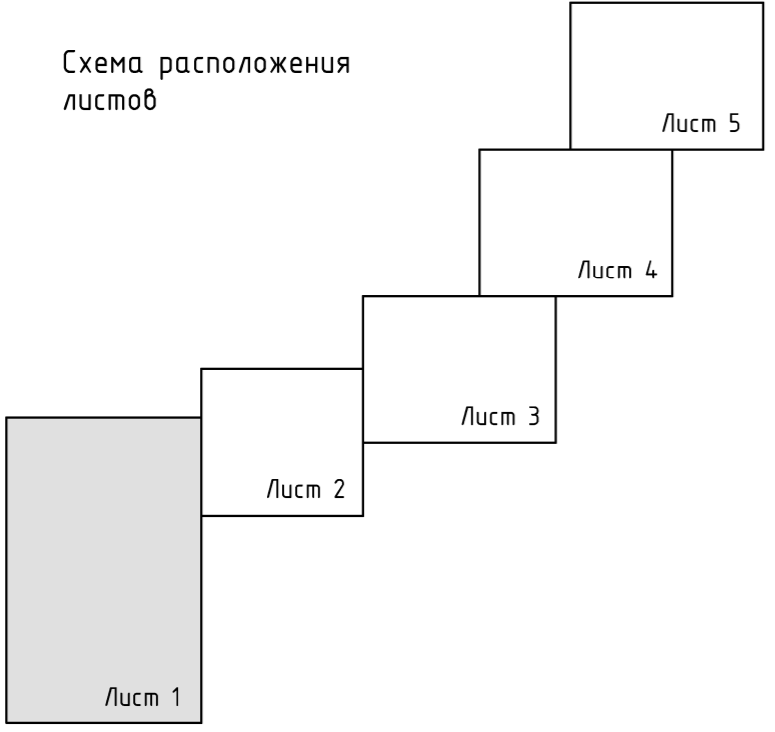 Схема расположения
листов
Лист 5
Лист 4
Лист 3
Лист 2
Лист 1